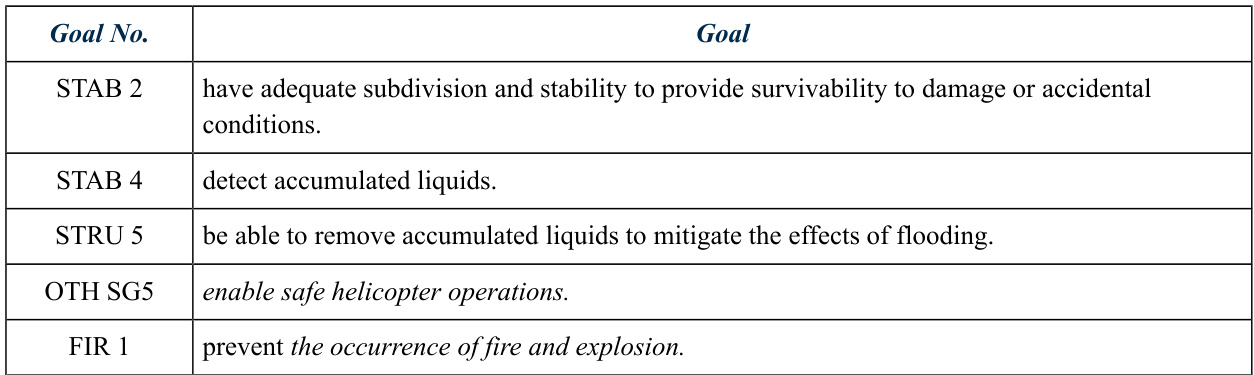 Goal No. Goal
STAB 2 have adequate subdivision and stability to provide survivability to damage or accidental
conditions.
STAB 4 detect accumulated liquids.
STRU 5 be able to remove accumulated liquids to mitigate the effects of flooding.
OTH SG5 enable safe helicopter operations.
FIR 1 prevent the occurrence of fire and explosion.